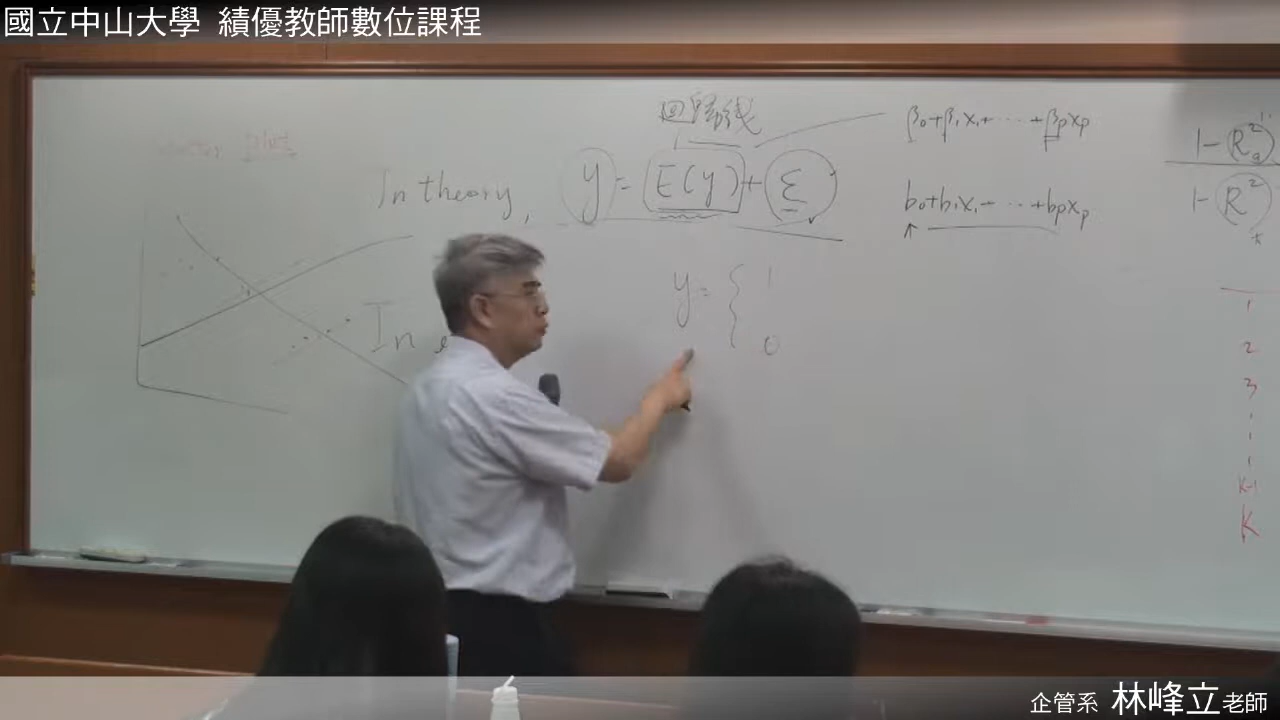 國立中山大學 績優教師數位課程
迴歸線
In theory, y = E(y) + ε
β₀+β₁x₁+ ⋯ +βₚxₚ
b₀+b₁x₁+ ⋯ +bₚxₚ
1-Rₐ²
1-R²
In
y = { 1
0
1
2
3
K-1
K
企管系 林峰立老師